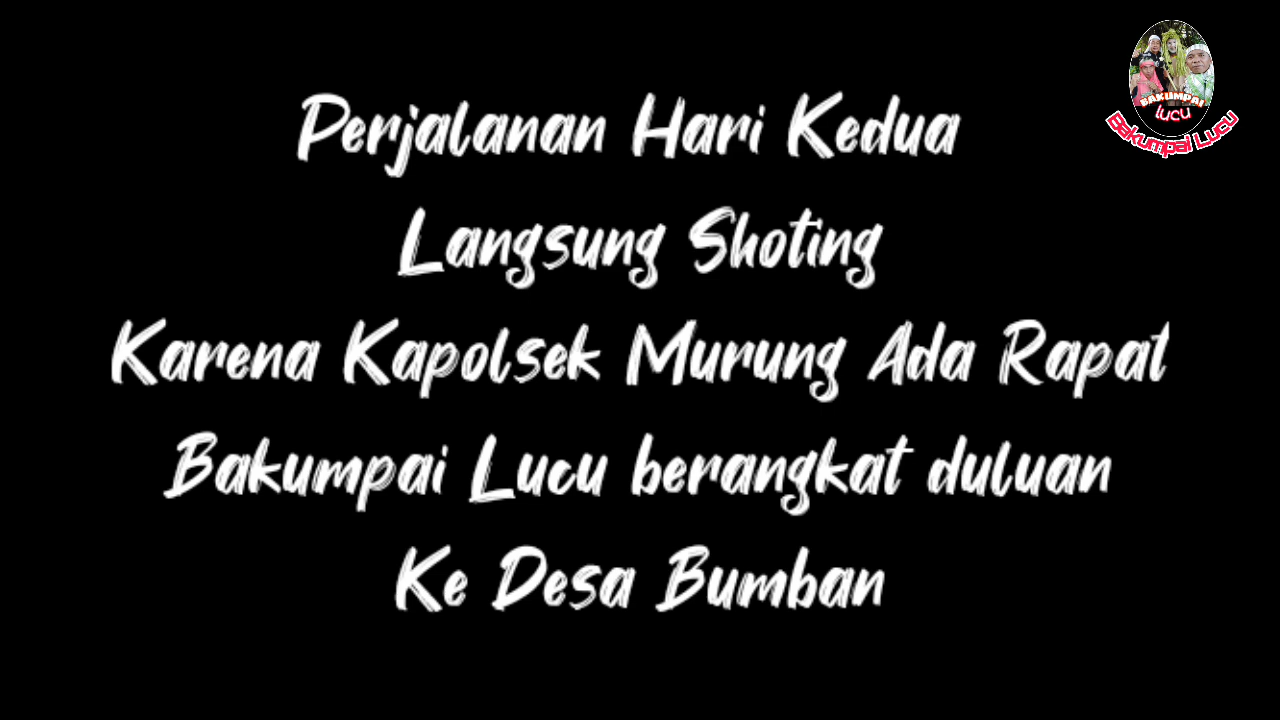 Perjalanan Hari Kedua
Langsung Shoting
Karena Kapolsek Murung Ada Rapat
Bakumpai Lucu berangkat duluan
Ke Desa Bumban
BAKUMPAI
LUCU
Bakumpai Lucu